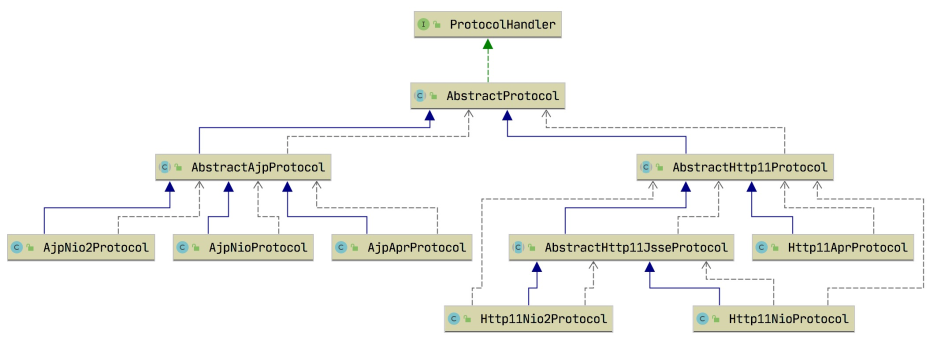 I ProtocolHandler
C AbstractProtocol
C AbstractAjpProtocol
C AbstractHttp11Protocol
C AjpNio2Protocol
C AjpNioProtocol
C AjpAprProtocol
C AbstractHttp11JsseProtocol
C Http11AprProtocol
C Http11Nio2Protocol
C Http11NioProtocol